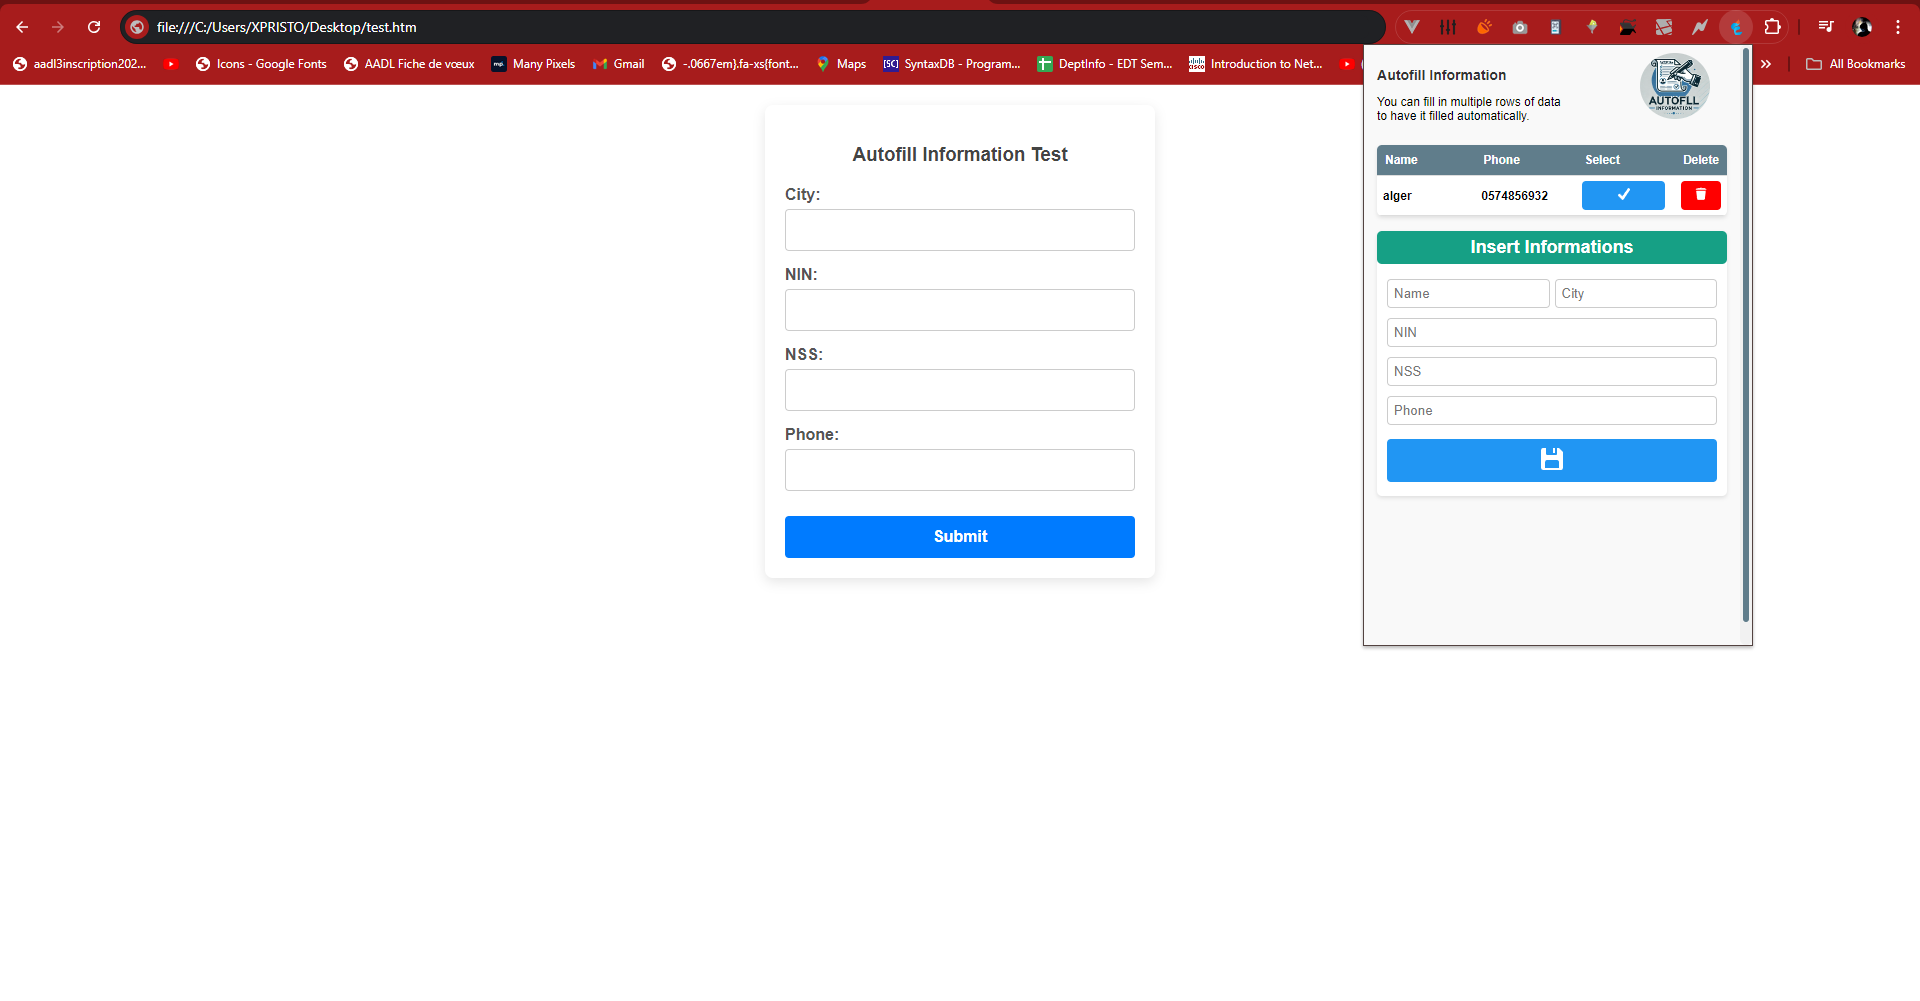 file:///C:/Users/XPRISTO/Desktop/test.htm
aadl3inscription202...
Icons - Google Fonts
AADL Fiche de vœux
mp.
Many Pixels
Gmail
-.0667em}.fa-xs{font...
Maps
[SC]
SyntaxDB - Program...
DeptInfo - EDT Sem...
cisco
Introduction to Net...
All Bookmarks
Autofill Information Test
City:
NIN:
NSS:
Phone:
Submit
Autofill Information
You can fill in multiple rows of data
to have it filled automatically.
AUTOFLL
INFORMATION
Name Phone Select Delete
alger 0574856932
Insert Informations
Name City
NIN
NSS
Phone